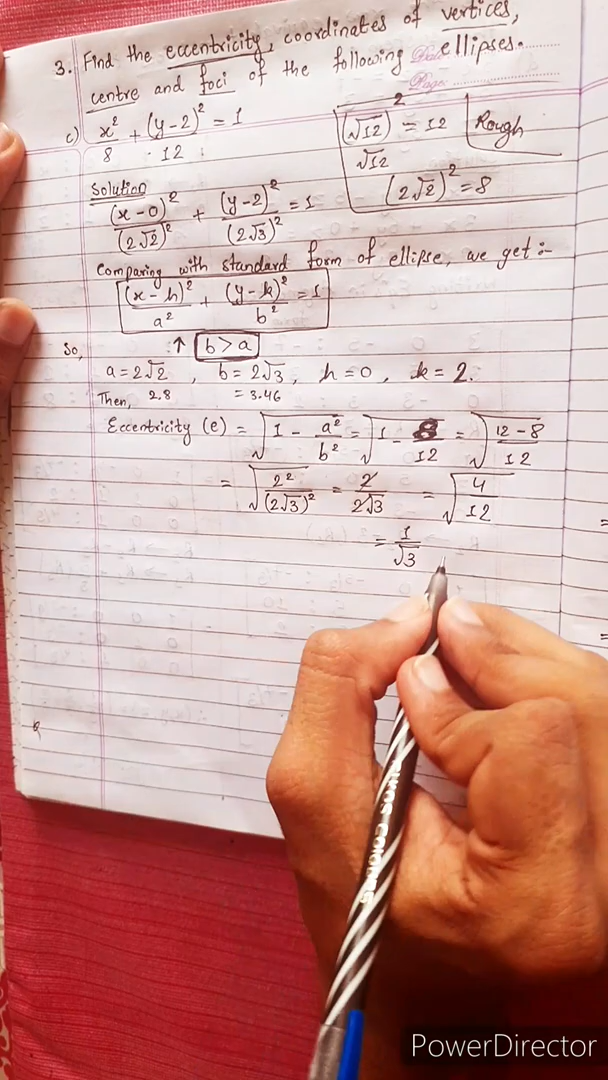 3. Find the eccentricity, coordinates of vertices,
centre and foci of the following ellipses.
Date
Page
c) x²/8 + (y-2)²/12 = 1
(√12)² = 12
√12
(2√2)² = 8
Rough
Solution
(x-0)²/(2√2)² + (y-2)²/(2√3)² = 1
Comparing with standard form of ellipse, we get :-
(x-h)²/a² + (y-k)²/b² = 1
↑ b > a
So,
a = 2√2 , b = 2√3, h = 0, k = 2.
Then, 2.8 = 3.46
Eccentricity (e) = √(1 - a²/b²) = √(1 - 8/12) = √((12-8)/12)
= √(2²/(2√3)²) = 2/2√3 = √(4/12)
= 1/√3
PowerDirector